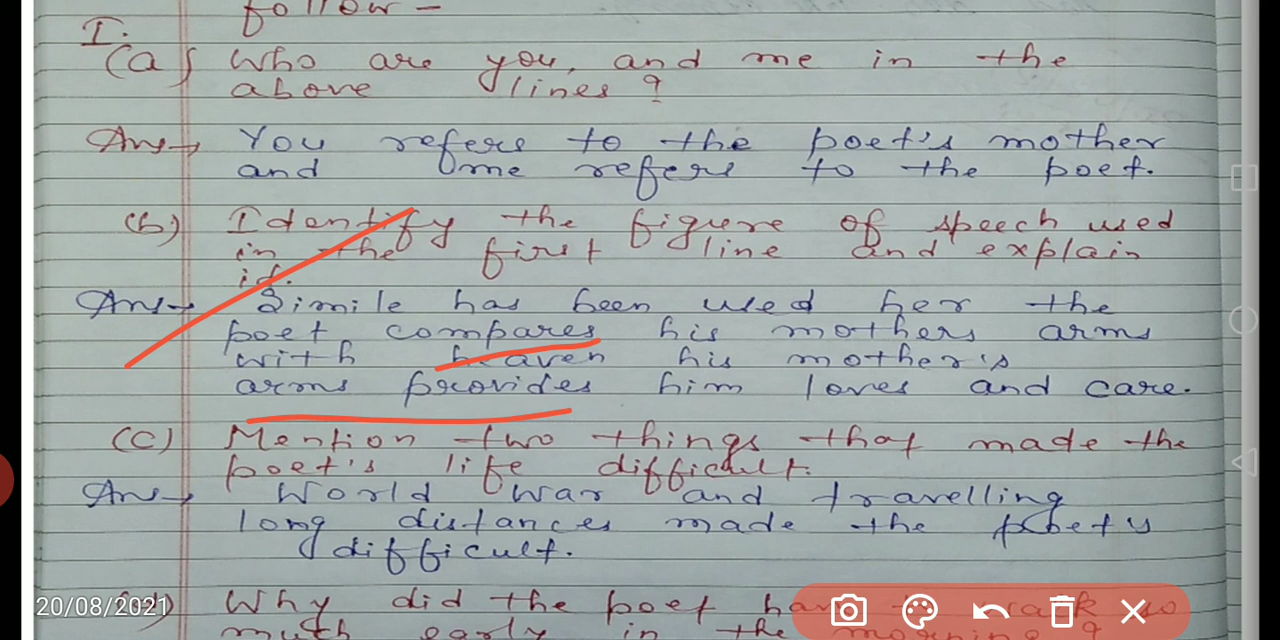 follow -
I.
(a) Who are you, and me in the
above lines?
Ans→ You refers to the poet's mother
and me refers to the poet.
(b) Identify the figure of speech used
in the first line and explain
it.
Ans→ Simile has been used her the
poet compares his mothers arms
with heaven his mother's
arms provides him loves and care.
(c) Mention two things that made the
poet's life difficult.
Ans→ World war and travelling
long distances made the poets
difficult.
20/08/2021
(d) Why did the poet
much early in the morning?